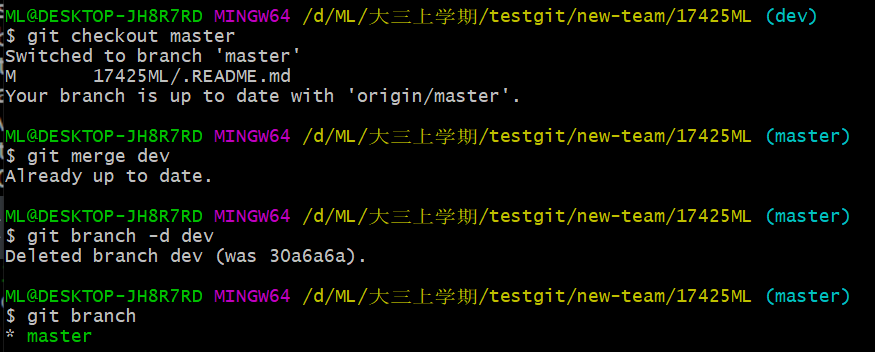 ML@DESKTOP-JH8R7RD MINGW64 /d/ML/大三上学期/testgit/new-team/17425ML (dev)
$ git checkout master
Switched to branch 'master'
M       17425ML/.README.md
Your branch is up to date with 'origin/master'.
ML@DESKTOP-JH8R7RD MINGW64 /d/ML/大三上学期/testgit/new-team/17425ML (master)
$ git merge dev
Already up to date.
ML@DESKTOP-JH8R7RD MINGW64 /d/ML/大三上学期/testgit/new-team/17425ML (master)
$ git branch -d dev
Deleted branch dev (was 30a6a6a).
ML@DESKTOP-JH8R7RD MINGW64 /d/ML/大三上学期/testgit/new-team/17425ML (master)
$ git branch
* master